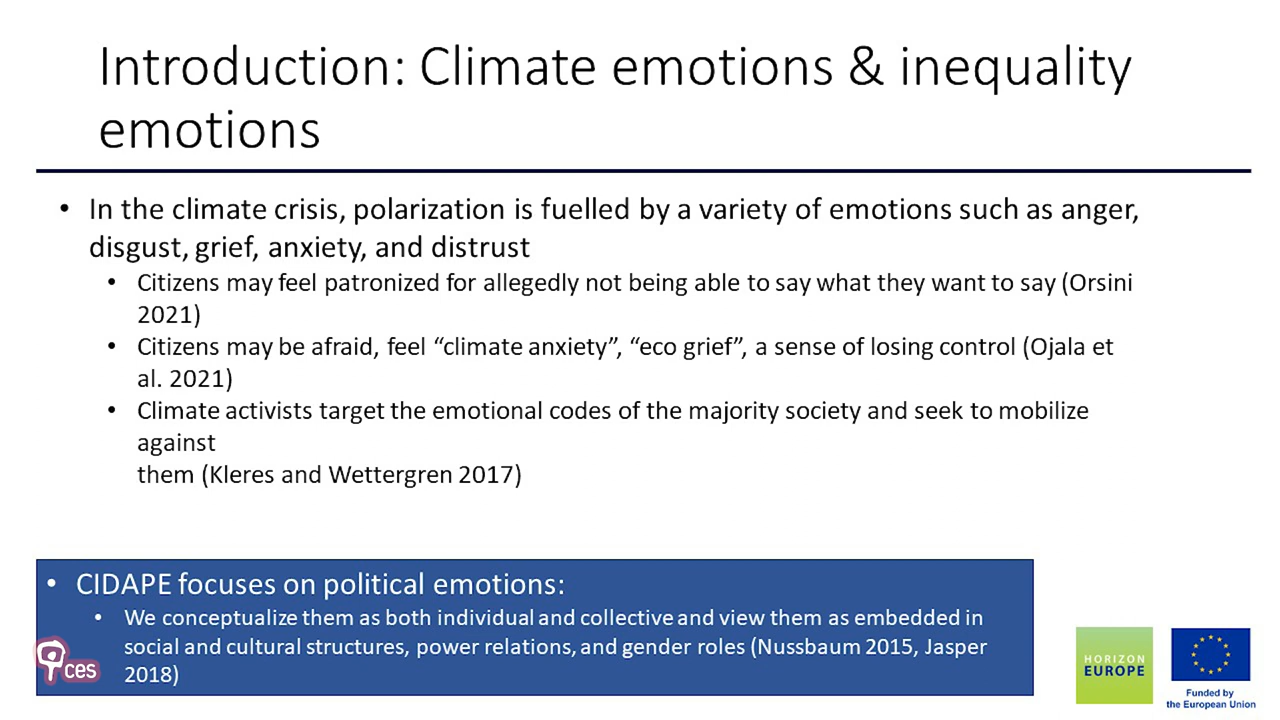 Introduction: Climate emotions & inequality
emotions
• In the climate crisis, polarization is fuelled by a variety of emotions such as anger,
disgust, grief, anxiety, and distrust
• Citizens may feel patronized for allegedly not being able to say what they want to say (Orsini
2021)
• Citizens may be afraid, feel “climate anxiety”, “eco grief”, a sense of losing control (Ojala et
al. 2021)
• Climate activists target the emotional codes of the majority society and seek to mobilize
against
them (Kleres and Wettergren 2017)
• CIDAPE focuses on political emotions:
• We conceptualize them as both individual and collective and view them as embedded in
social and cultural structures, power relations, and gender roles (Nussbaum 2015, Jasper
2018)
ces
HORIZON
EUROPE
Funded by
the European Union